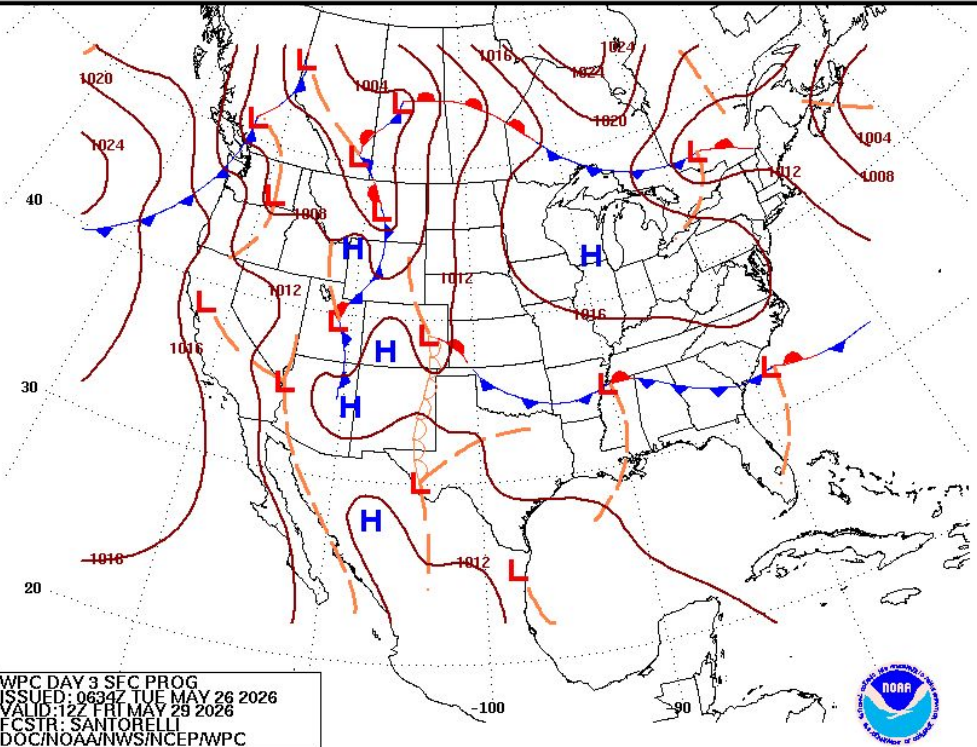 1024
1016
1024
1020
1004
L
L
L
1020
1004
1024
L
L
1012
1008
40
L
L
1008
H
H
1012
1012
L
1016
L
L
1016
H
L
30
L
L
H
L
H
1016
1012
L
20
WPC DAY 3 SFC PROG
ISSUED: 0634Z TUE MAY 26 2026
VALID:12Z FRI MAY 29 2026
FCSTR: SANTORELLI
DOC/NOAA/NWS/NCEP/WPC
-100
-90
NOAA